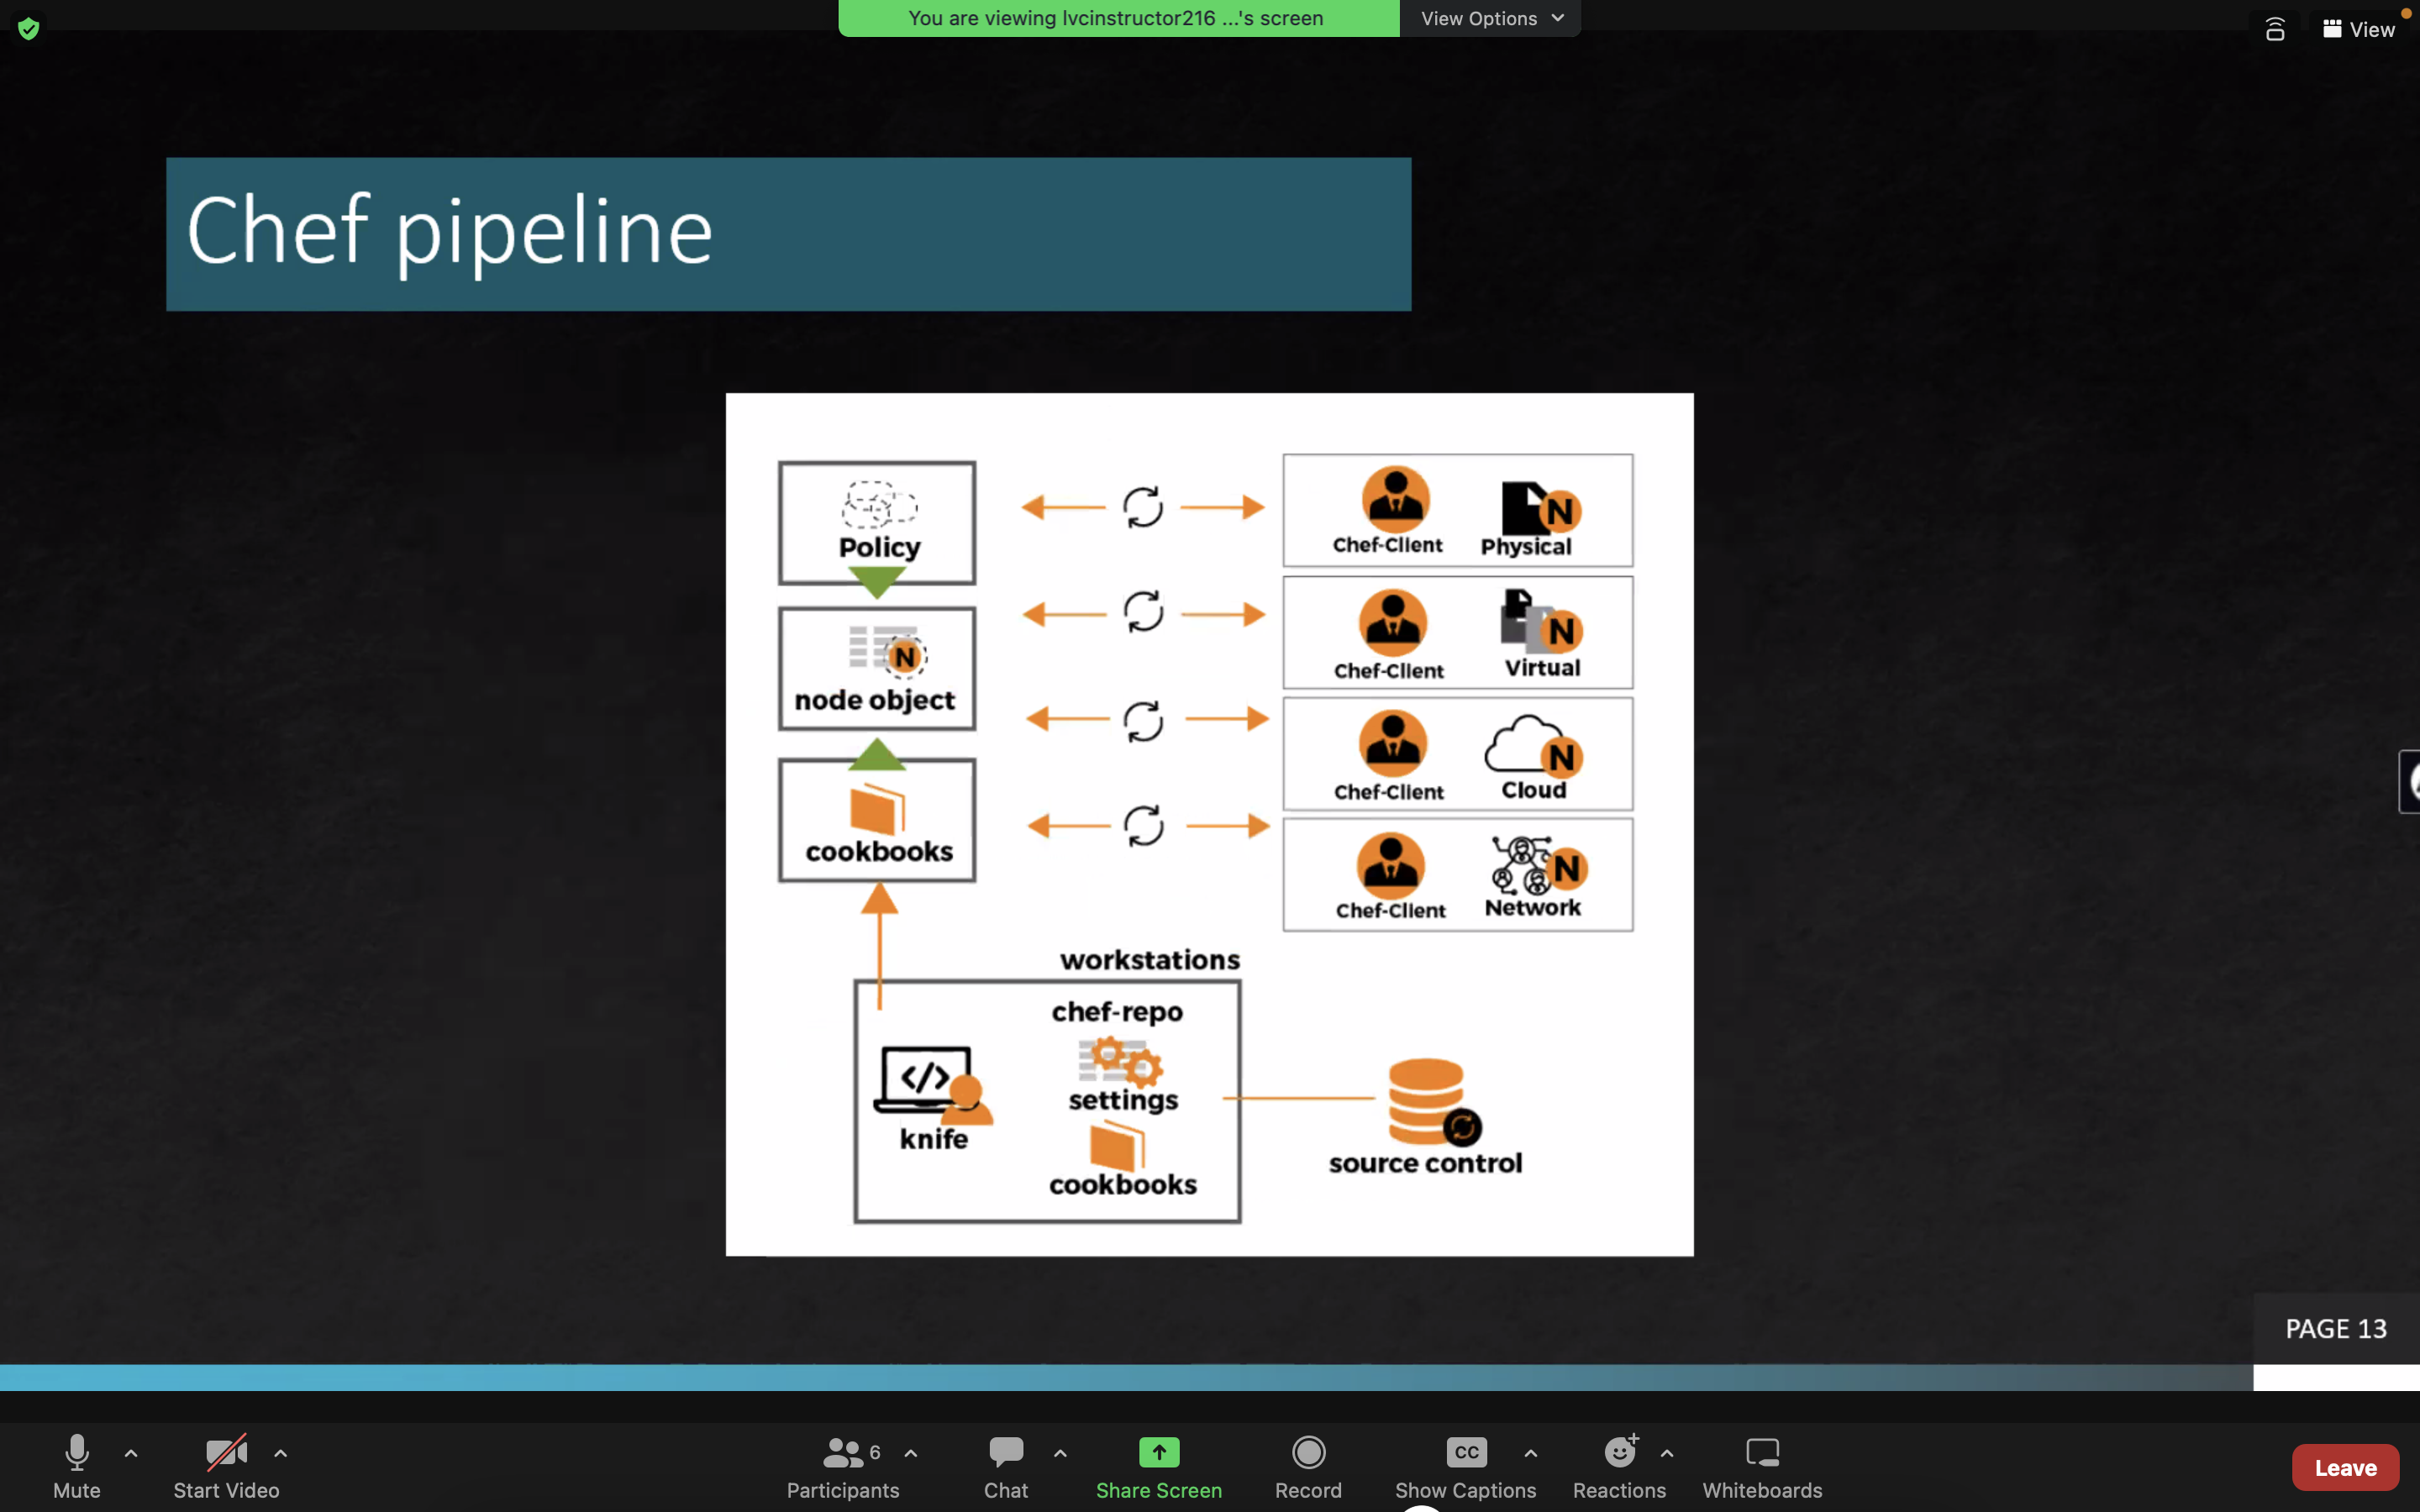 You are viewing lvcinstructor216 ...'s screen
View Options
View
Chef pipeline
Policy
node object
cookbooks
Chef-Client
Physical
N
Chef-Client
Virtual
N
Chef-Client
Cloud
N
Chef-Client
Network
N
N
workstations
chef-repo
</>
settings
knife
cookbooks
source control
PAGE 13
6
CC
Mute
Start Video
Participants
Chat
Share Screen
Record
Show Captions
Reactions
Whiteboards
Leave